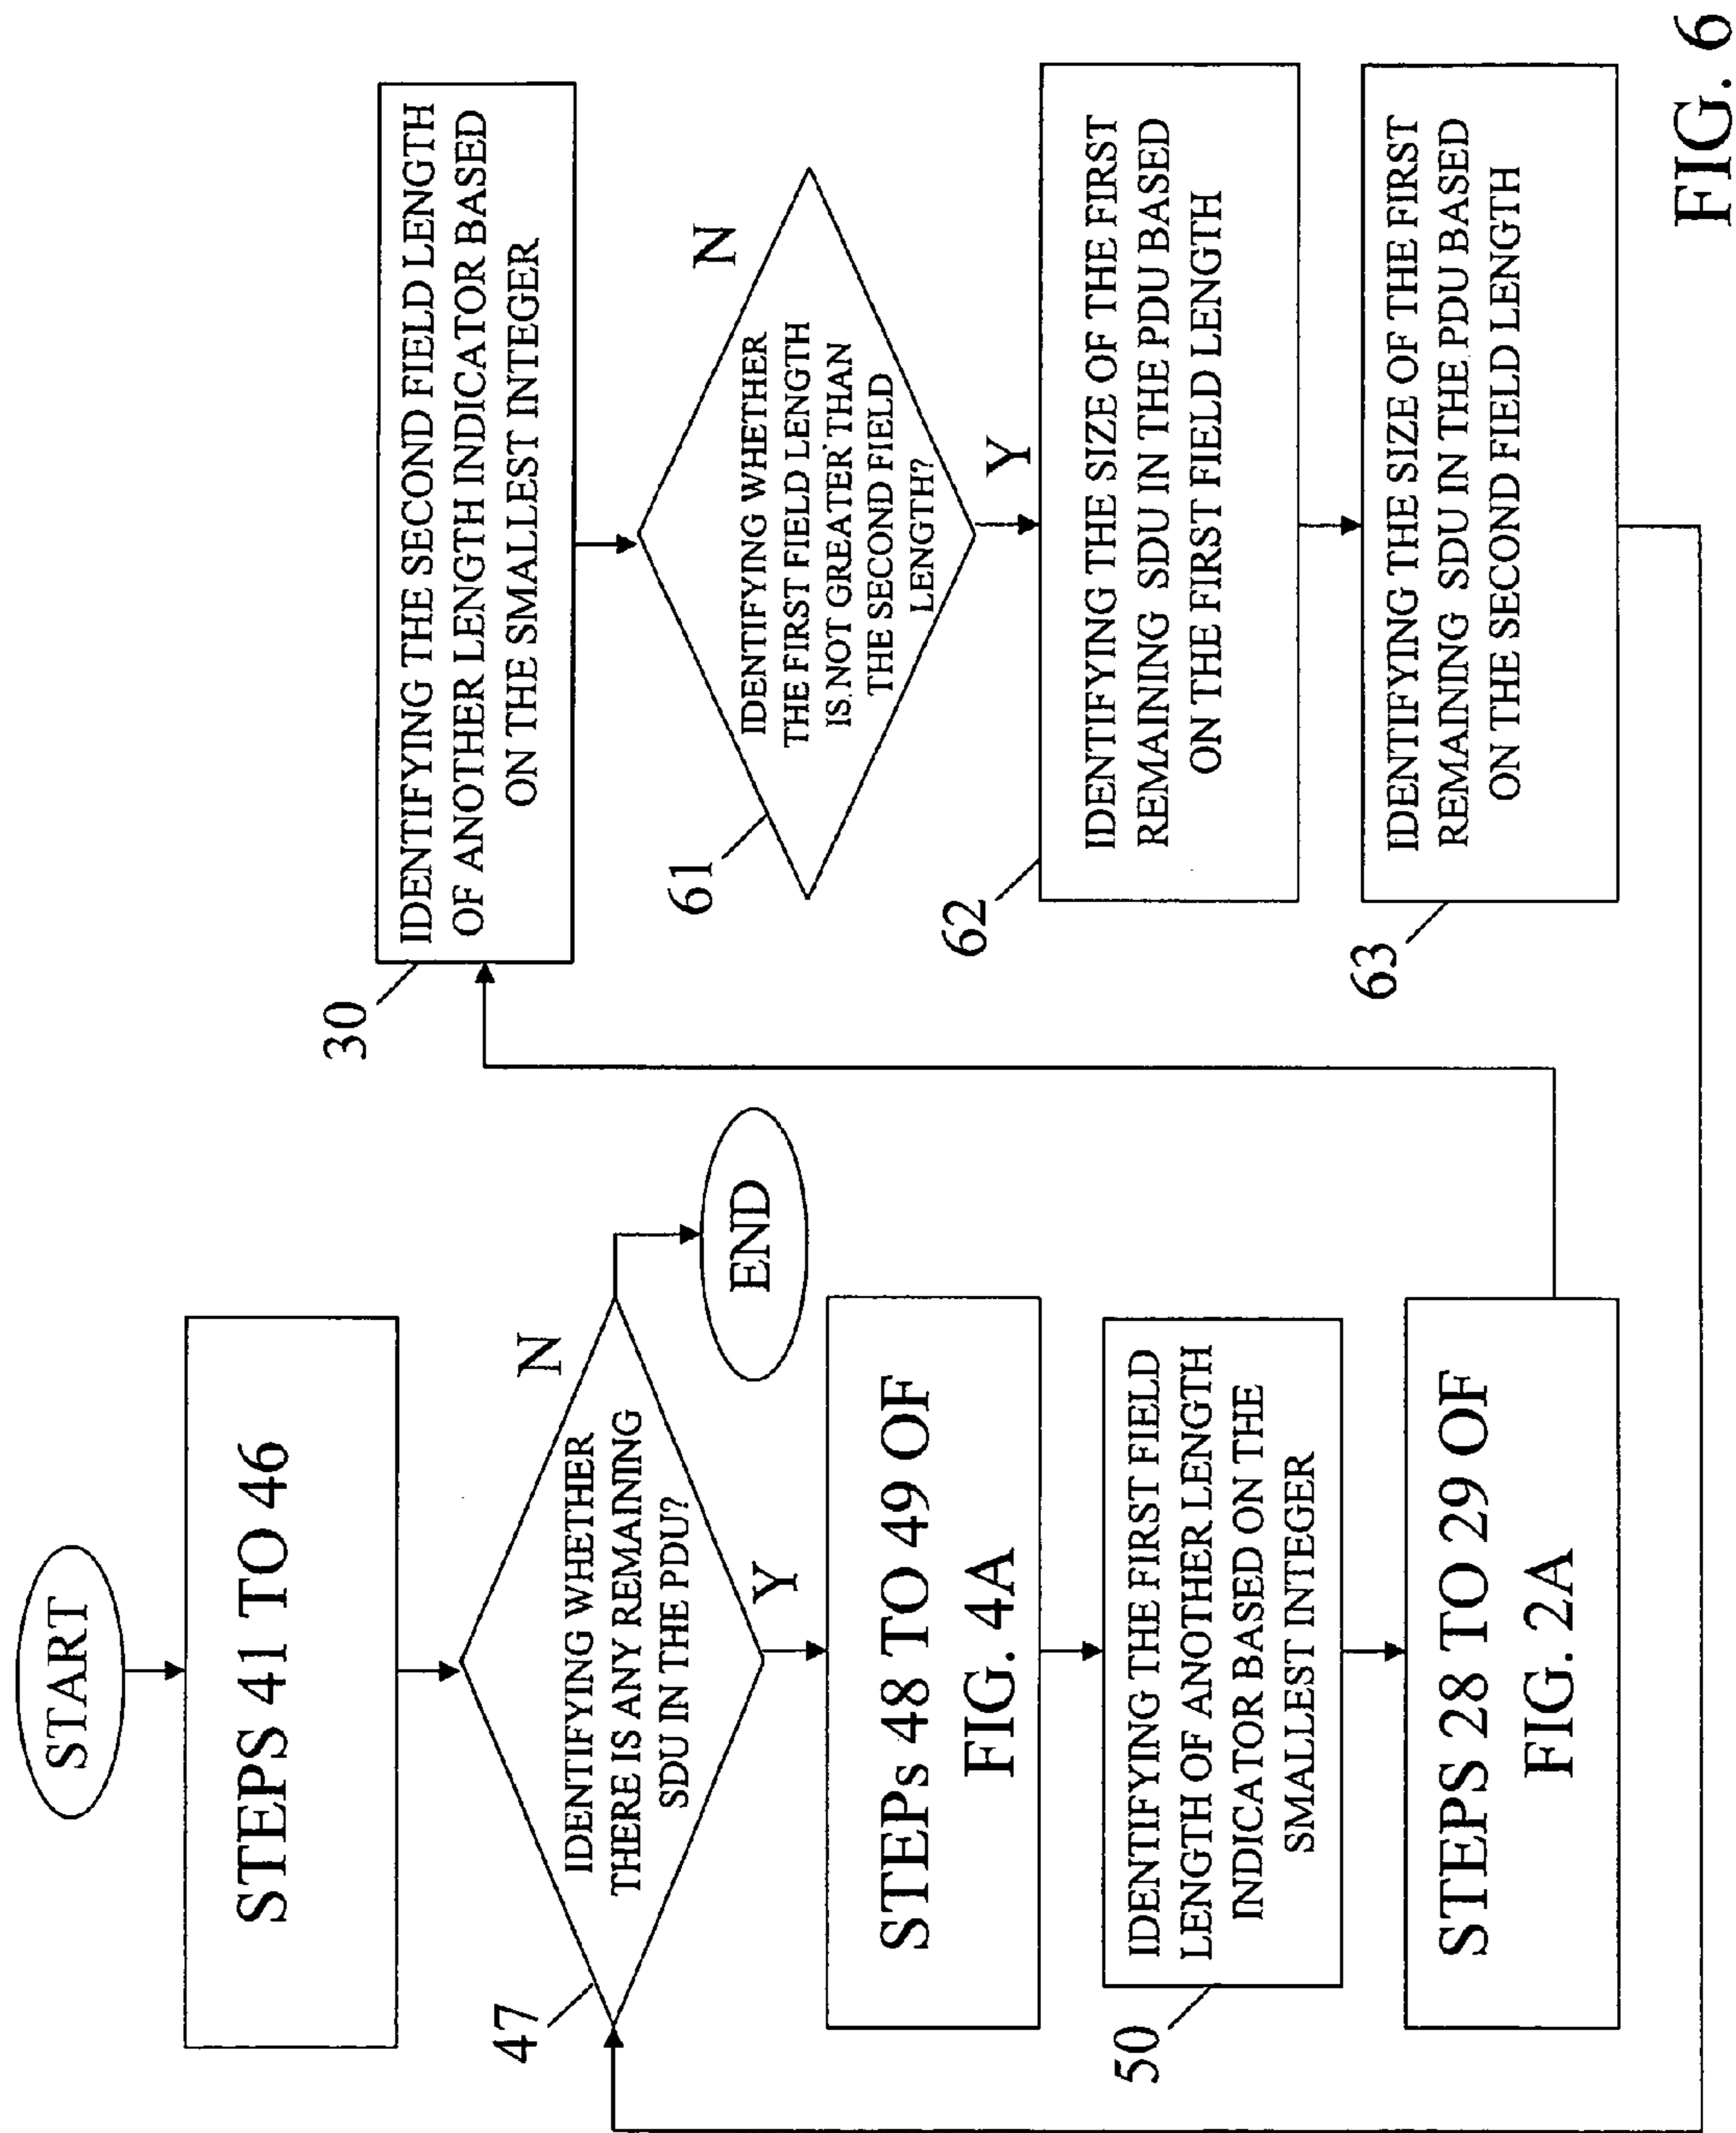 START
STEPS 41 TO 46
47
IDENTIFYING WHETHER
THERE IS ANY REMAINING
SDU IN THE PDU?
N
Y
END
STEPs 48 TO 49 OF
FIG. 4A
50
IDENTIFYING THE FIRST FIELD
LENGTH OF ANOTHER LENGTH
INDICATOR BASED ON THE
SMALLEST INTEGER
STEPS 28 TO 29 OF
FIG. 2A
30
IDENTIFYING THE SECOND FIELD LENGTH
OF ANOTHER LENGTH INDICATOR BASED
ON THE SMALLEST INTEGER
61
IDENTIFYING WHETHER
THE FIRST FIELD LENGTH
IS NOT GREATER THAN
THE SECOND FIELD
LENGTH?
N
Y
62
IDENTIFYING THE SIZE OF THE FIRST
REMAINING SDU IN THE PDU BASED
ON THE FIRST FIELD LENGTH
63
IDENTIFYING THE SIZE OF THE FIRST
REMAINING SDU IN THE PDU BASED
ON THE SECOND FIELD LENGTH
FIG. 6